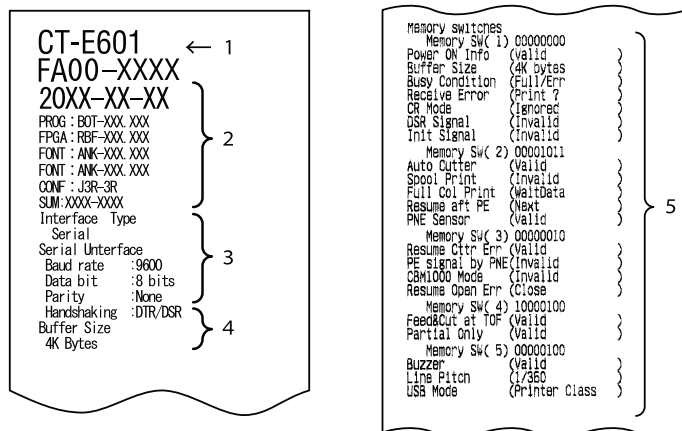 CT-E601
1
FA00-XXXX
20XX-XX-XX
PROG : BOT-XXX. XXX
FPGA : RBF-XXX. XXX
FONT : ANK-XXX. XXX
FONT : ANK-XXX. XXX
CONF : J3R-3R
SUM:XXXX-XXXX
2
Interface Type
Serial
Serial Unterface
Baud rate :9600
Data bit :8 bits
Parity :None
3
Handshaking :DTR/DSR
Buffer Size
4K Bytes
4
Memory switches
Memory SW( 1) 00000000
Power ON Info (Valid )
Buffer Size (4K bytes )
Busy Condition (Full/Err )
Receive Error (Print ? )
CR Mode (Ignored )
DSR Signal (Invalid )
Init Signal (Invalid )
Memory SW( 2) 00001011
Auto Cutter (Valid )
Spool Print (Invalid )
Full Col Print (WaitData )
Resume aft PE (Next )
PNE Sensor (Valid )
Memory SW( 3) 00000010
Resume Cttr Err (Valid )
PE signal by PNE(Invalid )
CBM1000 Mode (Invalid )
Resume Open Err (Close )
Memory SW( 4) 10000100
Feed&Cut at TOF (Valid )
Partial Only (Valid )
Memory SW( 5) 00000100
Buzzer (Valid )
Line Pitch (1/360 )
USB Mode (Printer Class )
5